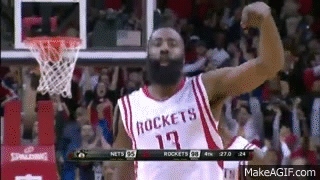 ROCKETS
13
SPALDING
NETS 95 ROCKETS 98 4TH :27.0 :24
MakeAGIF.com